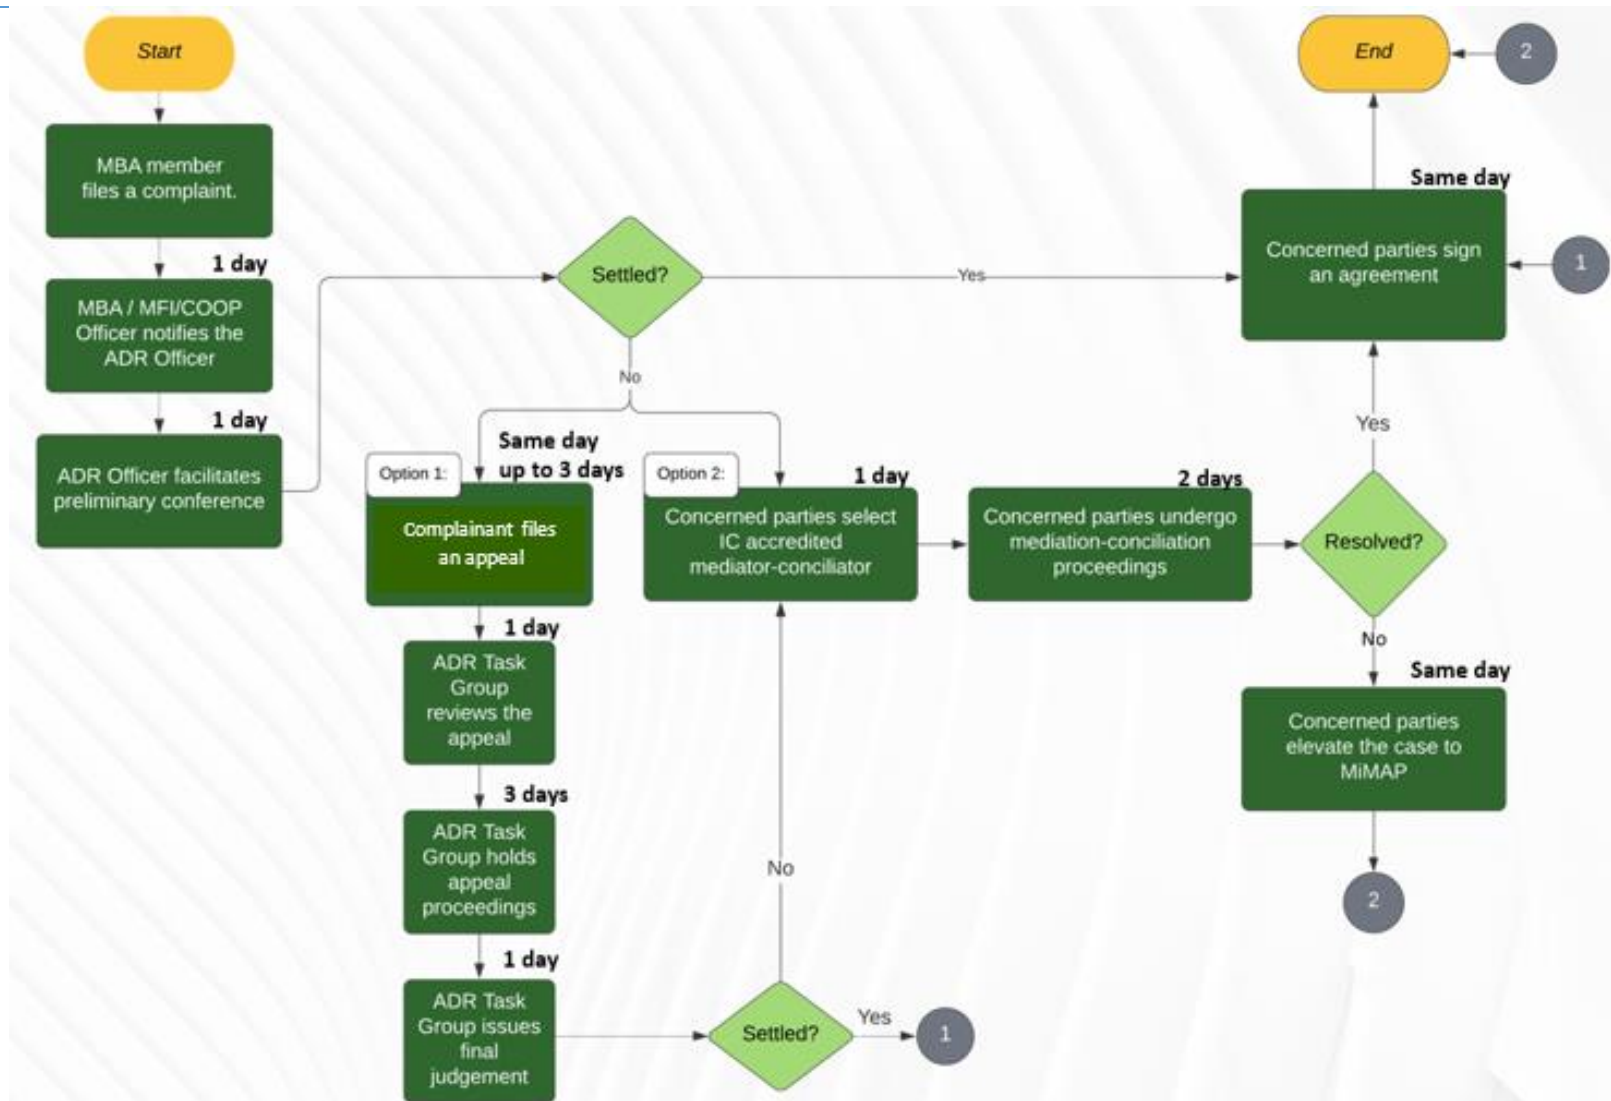 Start
MBA member
files a complaint.
1 day
MBA / MFI/COOP
Officer notifies the
ADR Officer
1 day
ADR Officer facilitates
preliminary conference
Settled?
Yes
No
Option 1:
Same day
up to 3 days
Complainant files
an appeal
1 day
ADR Task
Group
reviews the
appeal
3 days
ADR Task
Group holds
appeal
proceedings
1 day
ADR Task
Group issues
final
judgement
Settled?
Yes
1
No
Option 2:
1 day
Concerned parties select
IC accredited
mediator-conciliator
2 days
Concerned parties undergo
mediation-conciliation
proceedings
Resolved?
Yes
No
Same day
Concerned parties
elevate the case to
MiMAP
2
Same day
Concerned parties sign
an agreement
1
End
2